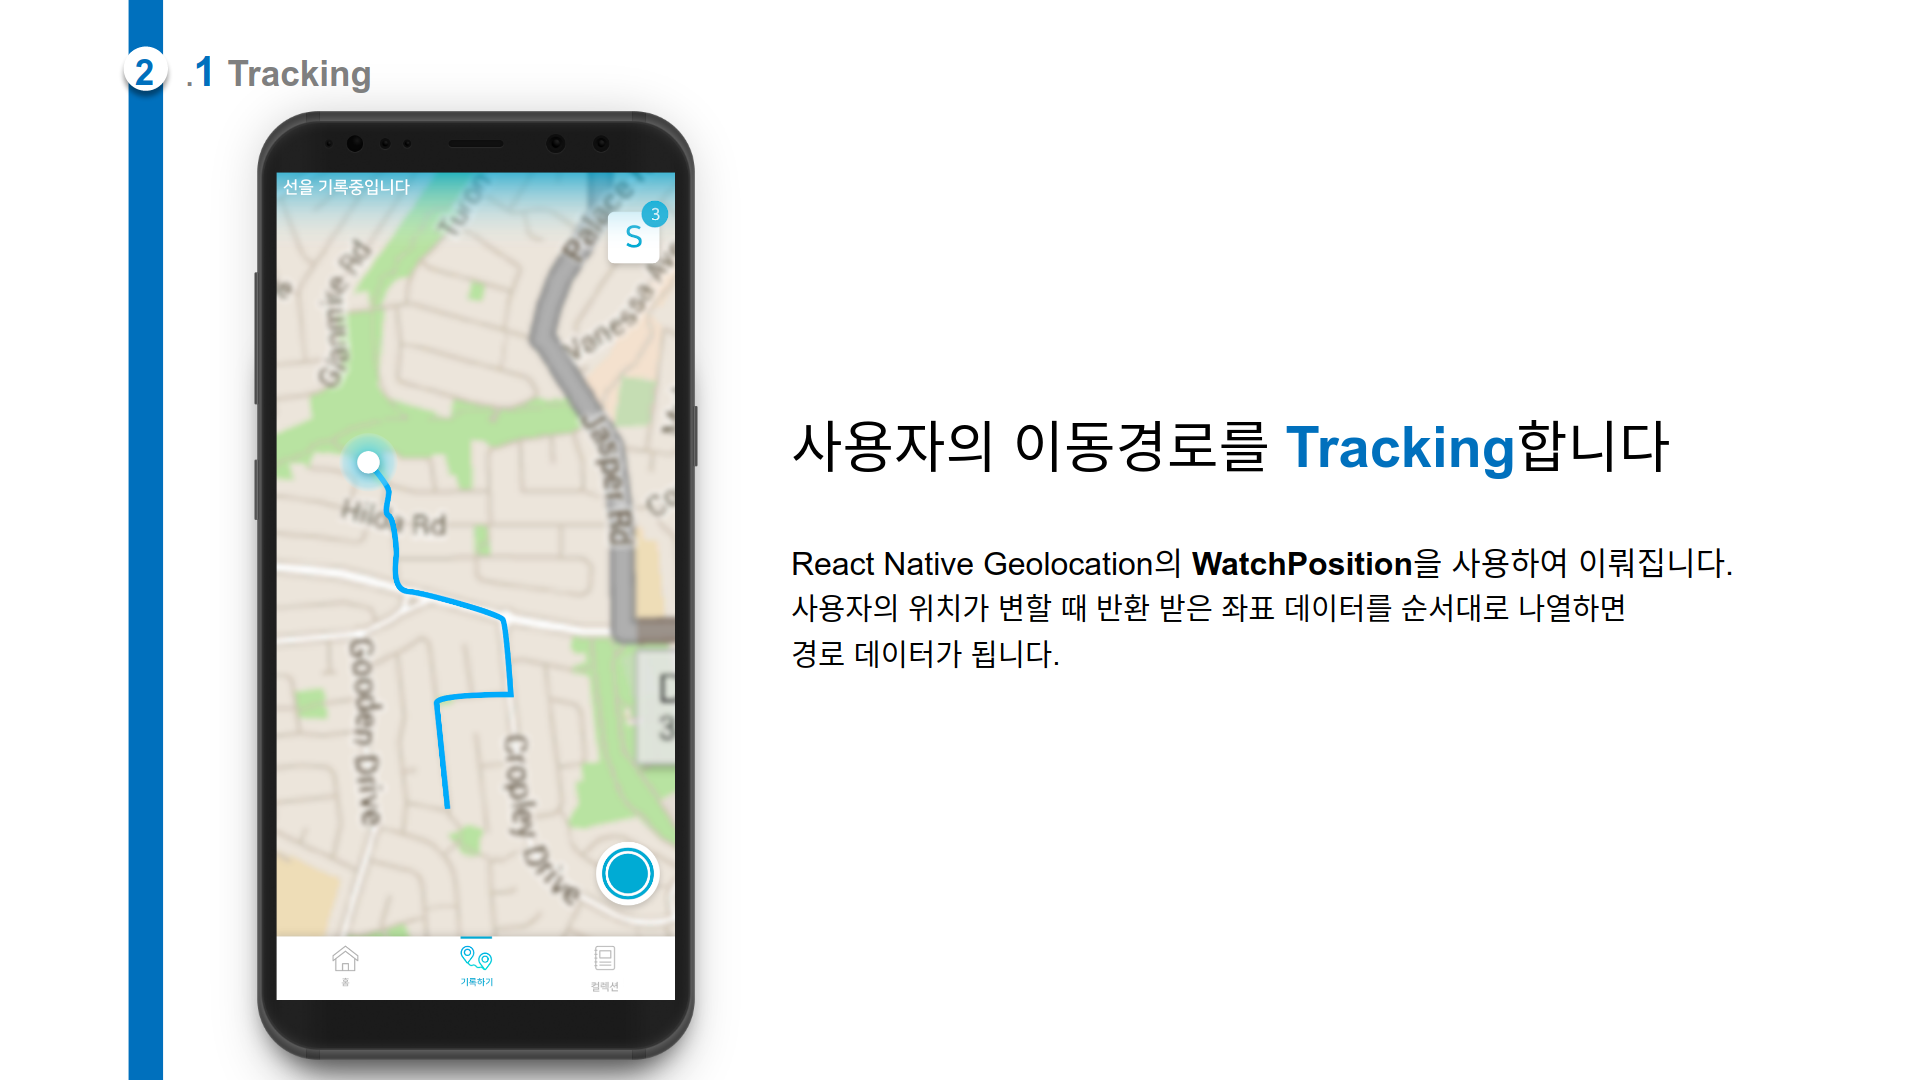 2 .1 Tracking
선을 기록중입니다
3
S
Turon
Palace
Giannire Rd
Vanessa Av
Jasper Rd
Hilda Rd
Co
Gooden Drive
Cropley Drive
홈
기록하기
컬렉션
사용자의 이동경로를 Tracking합니다
React Native Geolocation의 WatchPosition을 사용하여 이뤄집니다.
사용자의 위치가 변할 때 반환 받은 좌표 데이터를 순서대로 나열하면
경로 데이터가 됩니다.